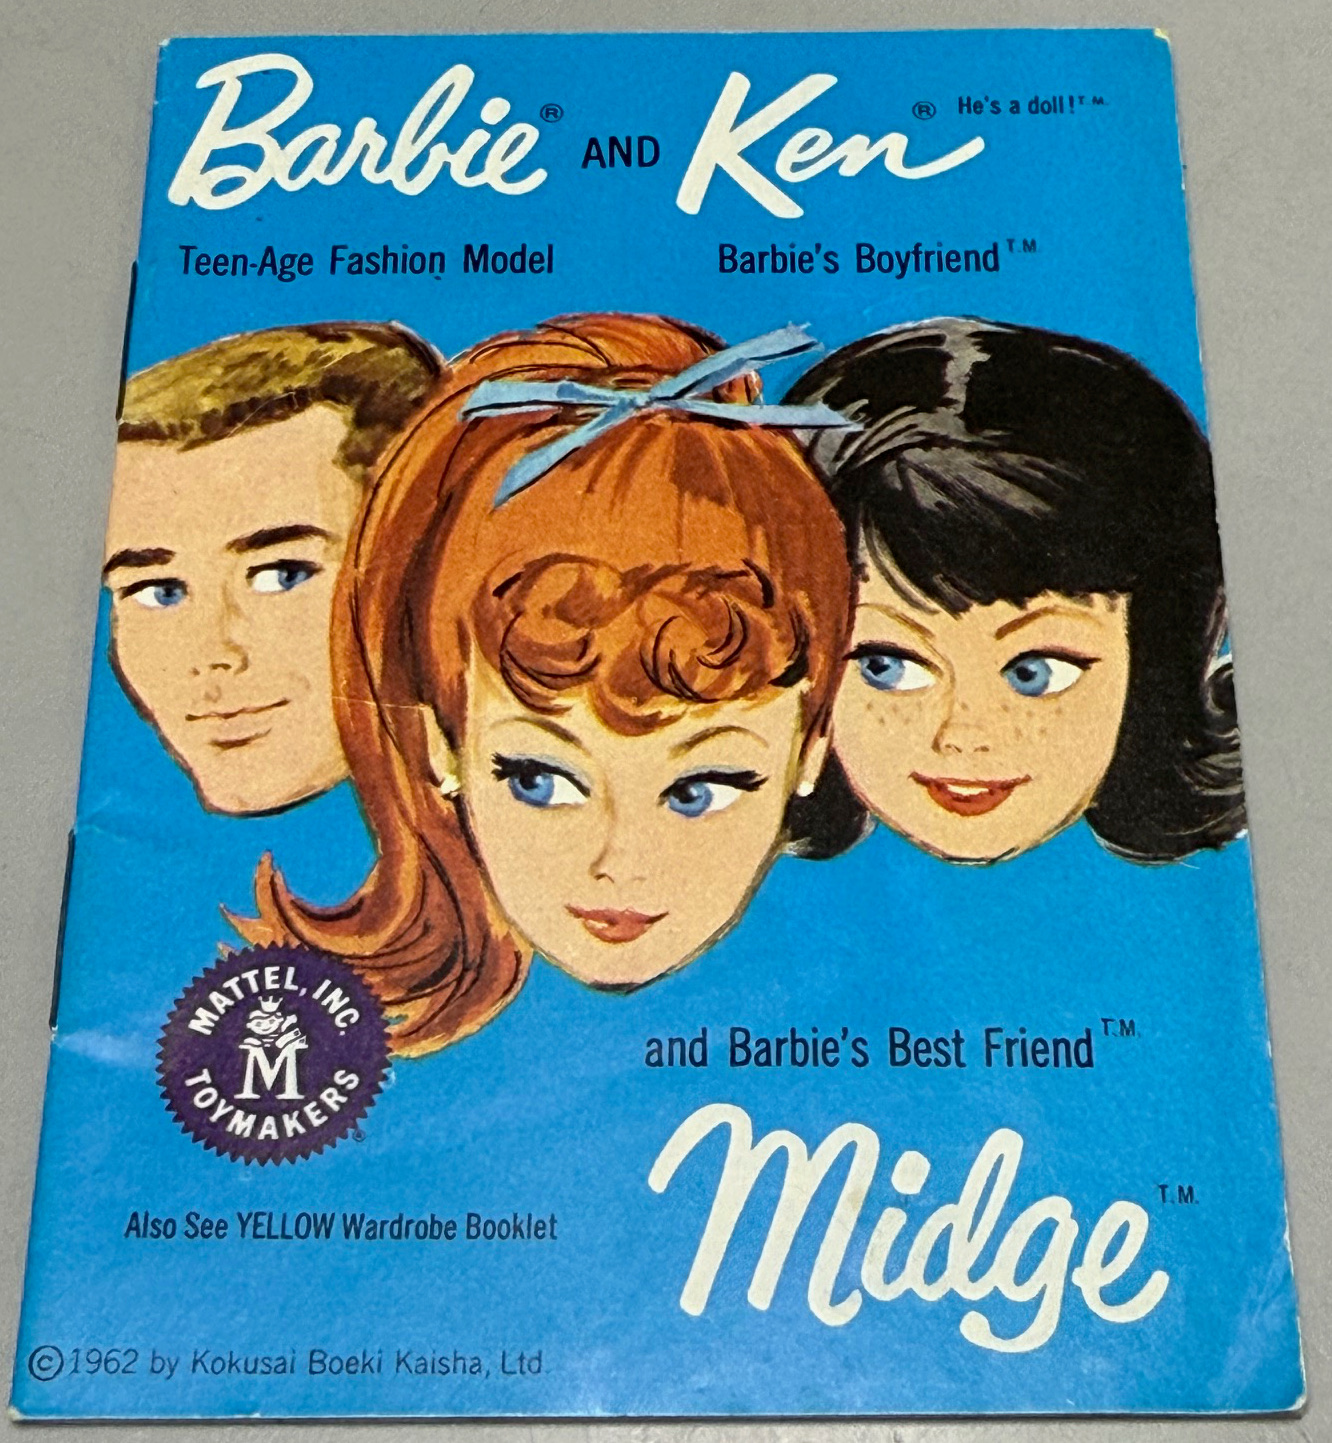 Barbie® AND Ken® He's a doll!T.M.
Teen-Age Fashion Model
Barbie's BoyfriendT.M
MATTEL, INC.
M
TOYMAKERS®
and Barbie's Best FriendT.M.
MidgeT.M.
Also See YELLOW Wardrobe Booklet
©1962 by Kokusai Boeki Kaisha, Ltd.